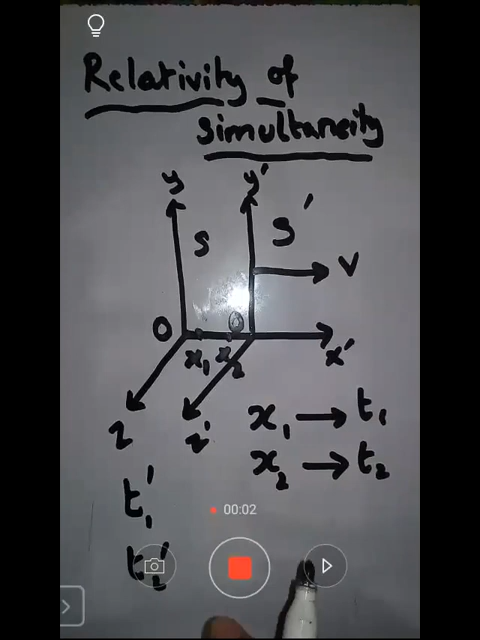 Relativity of
simultaneity
y y'
S S'
V
O O
x₁ x₂ x'
z z'
x₁ → t₁
x₂ → t₂
t₁'
00:02
t₂'